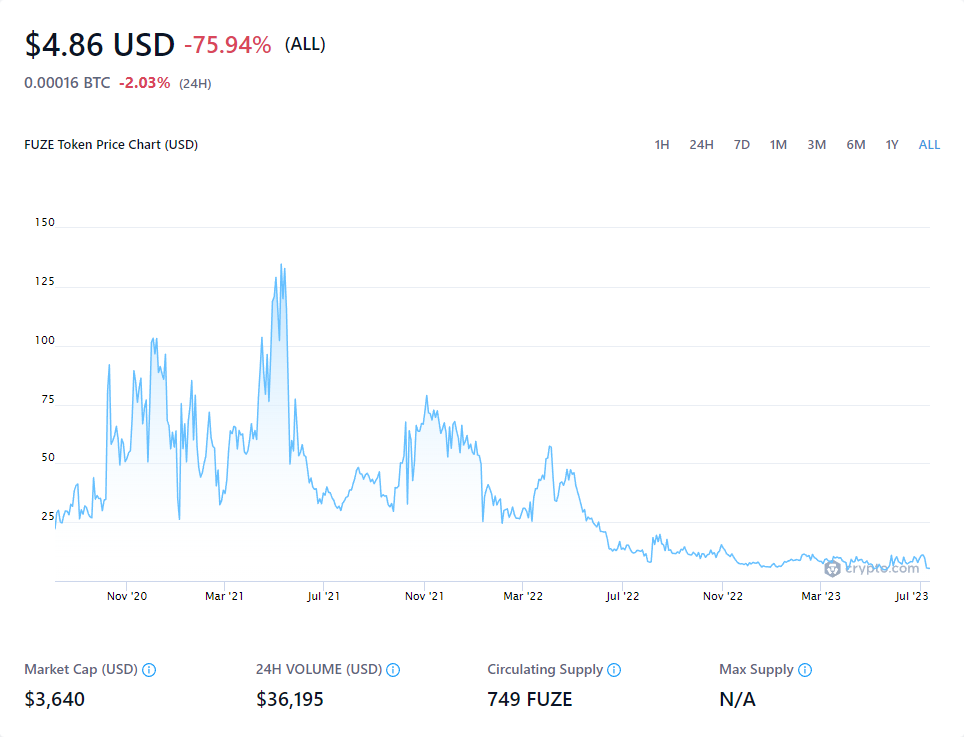 $4.86 USD -75.94% (ALL)
0.00016 BTC -2.03% (24H)
FUZE Token Price Chart (USD) 1H 24H 7D 1M 3M 6M 1Y ALL
150
125
100
75
50
25
crypto.com
Nov '20 Mar '21 Jul '21 Nov '21 Mar '22 Jul '22 Nov '22 Mar '23 Jul '23
Market Cap (USD) 24H VOLUME (USD) Circulating Supply Max Supply
$3,640 $36,195 749 FUZE N/A